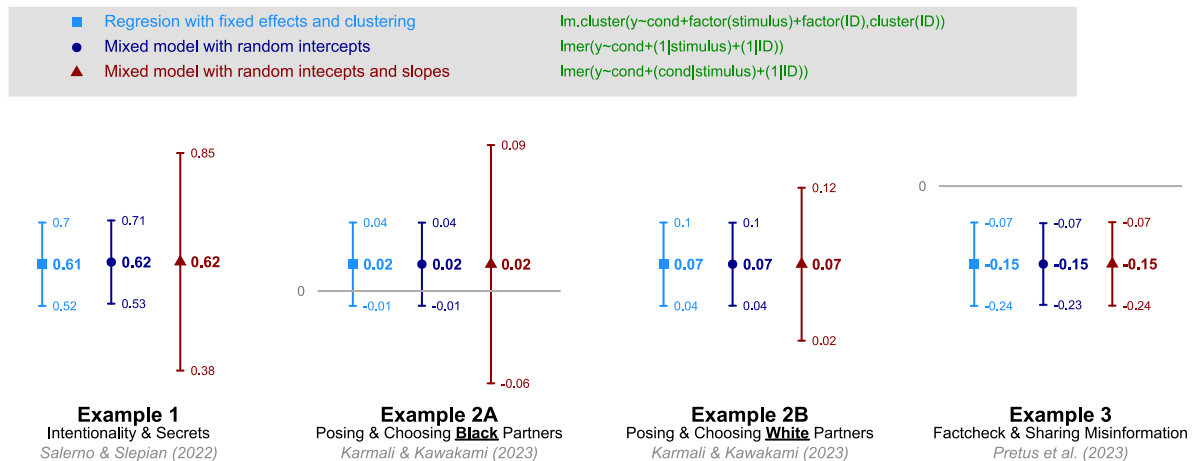 Regresion with fixed effects and clustering lm.cluster(y~cond+factor(stimulus)+factor(ID),cluster(ID))
Mixed model with random intercepts lmer(y~cond+(1|stimulus)+(1|ID))
Mixed model with random intecepts and slopes lmer(y~cond+(cond|stimulus)+(1|ID))
0.85
0.7 0.71
0.61 0.62 0.62
0.52 0.53
0.38
0.09
0.04 0.04
0.02 0.02 0.02
0
-0.01 -0.01
-0.06
0.12
0.1 0.1
0.07 0.07 0.07
0.04 0.04
0.02
0
-0.07 -0.07 -0.07
-0.15 -0.15 -0.15
-0.24 -0.23 -0.24
Example 1
Intentionality & Secrets
Salerno & Slepian (2022)
Example 2A
Posing & Choosing Black Partners
Karmali & Kawakami (2023)
Example 2B
Posing & Choosing White Partners
Karmali & Kawakami (2023)
Example 3
Factcheck & Sharing Misinformation
Pretus et al. (2023)